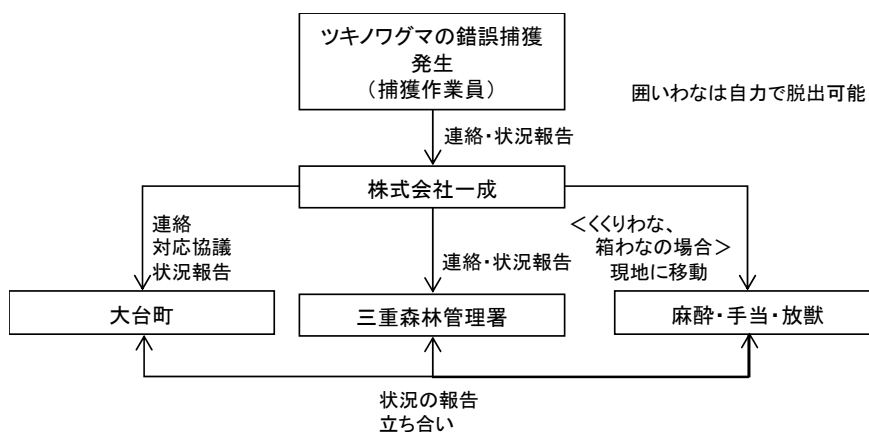 ツキノワグマの錯誤捕獲
発生
（捕獲作業員）
囲いわなは自力で脱出可能
連絡・状況報告
株式会社一成
連絡
対応協議
状況報告
連絡・状況報告
＜くくりわな、
箱わなの場合＞
現地に移動
大台町
三重森林管理署
麻酔・手当・放獣
状況の報告
立ち合い